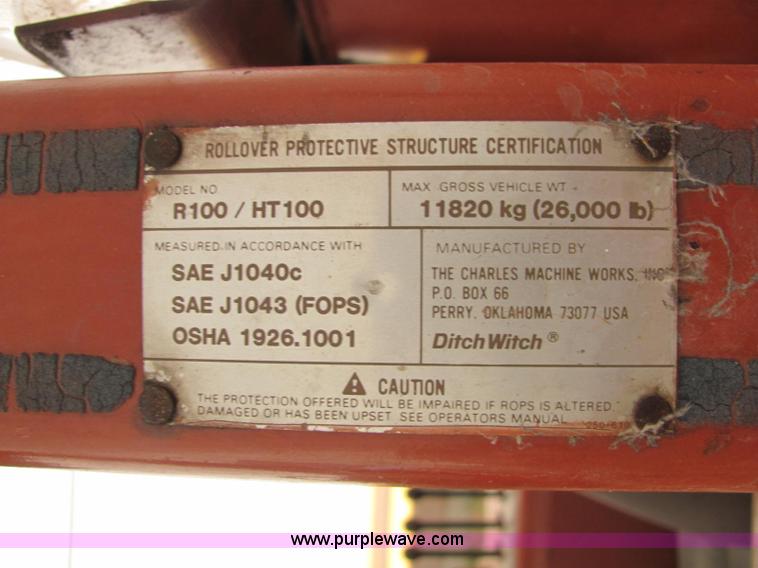 ROLLOVER PROTECTIVE STRUCTURE CERTIFICATION
MODEL NO
R100 / HT100
MAX GROSS VEHICLE WT
11820 kg (26,000 lb)
MEASURED IN ACCORDANCE WITH
SAE J1040c
SAE J1043 (FOPS)
OSHA 1926.1001
MANUFACTURED BY
THE CHARLES MACHINE WORKS, INC
P.O. BOX 66
PERRY, OKLAHOMA 73077 USA
DitchWitch®
CAUTION
THE PROTECTION OFFERED WILL BE IMPAIRED IF ROPS IS ALTERED,
DAMAGED OR HAS BEEN UPSET. SEE OPERATORS MANUAL
www.purplewave.com